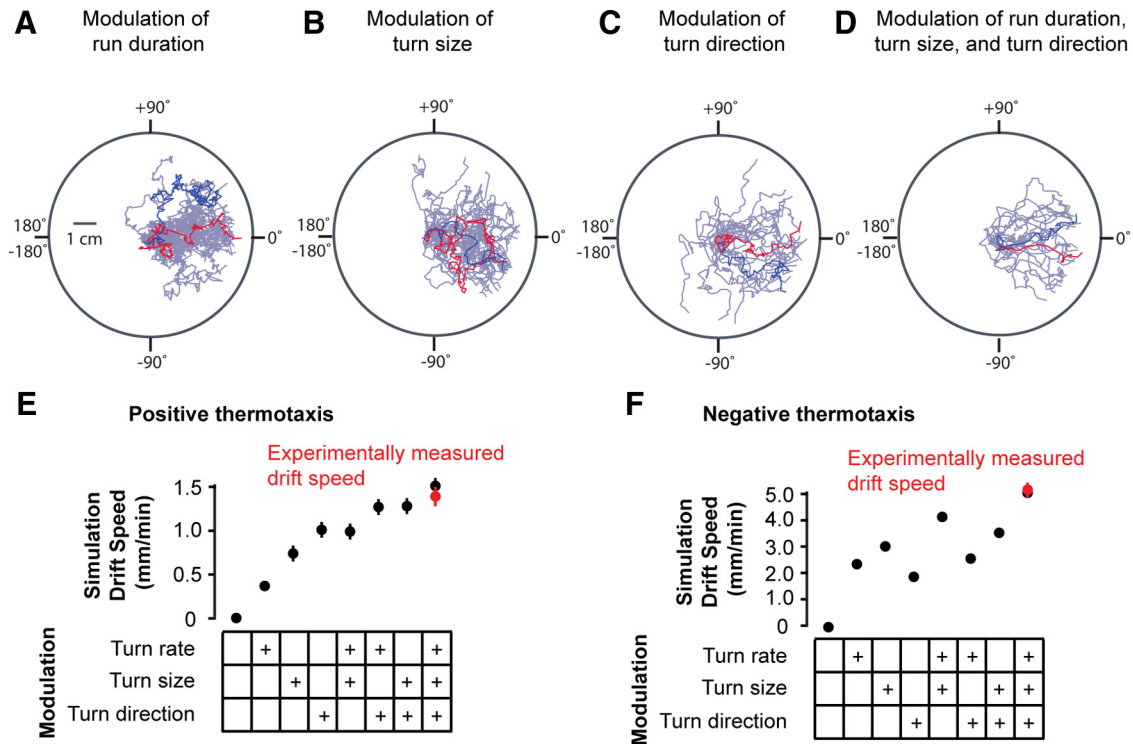 A
Modulation of
run duration
B
Modulation of
turn size
C
Modulation of
turn direction
D
Modulation of run duration,
turn size, and turn direction
+90°
180°
-180°
1 cm
0°
-90°
+90°
180°
-180°
0°
-90°
+90°
180°
-180°
0°
-90°
+90°
180°
-180°
0°
-90°
E
Positive thermotaxis
Experimentally measured
drift speed
Simulation
Drift Speed
(mm/min)
1.5
1.0
0.5
0
Modulation
Turn rate + + + +
Turn size + + + +
Turn direction + + + +
F
Negative thermotaxis
Experimentally measured
drift speed
Simulation
Drift Speed
(mm/min)
5.0
4.0
3.0
2.0
1.0
0
Modulation
Turn rate + + + +
Turn size + + + +
Turn direction + + + +